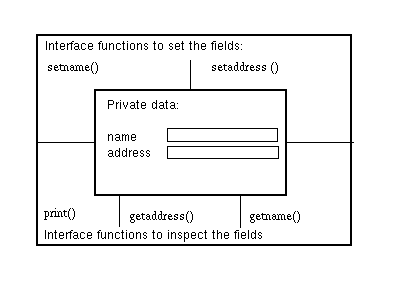 Interface functions to set the fields:
setname()
setaddress ()
Private data:
name
address
print()
getaddress()
getname()
Interface functions to inspect the fields